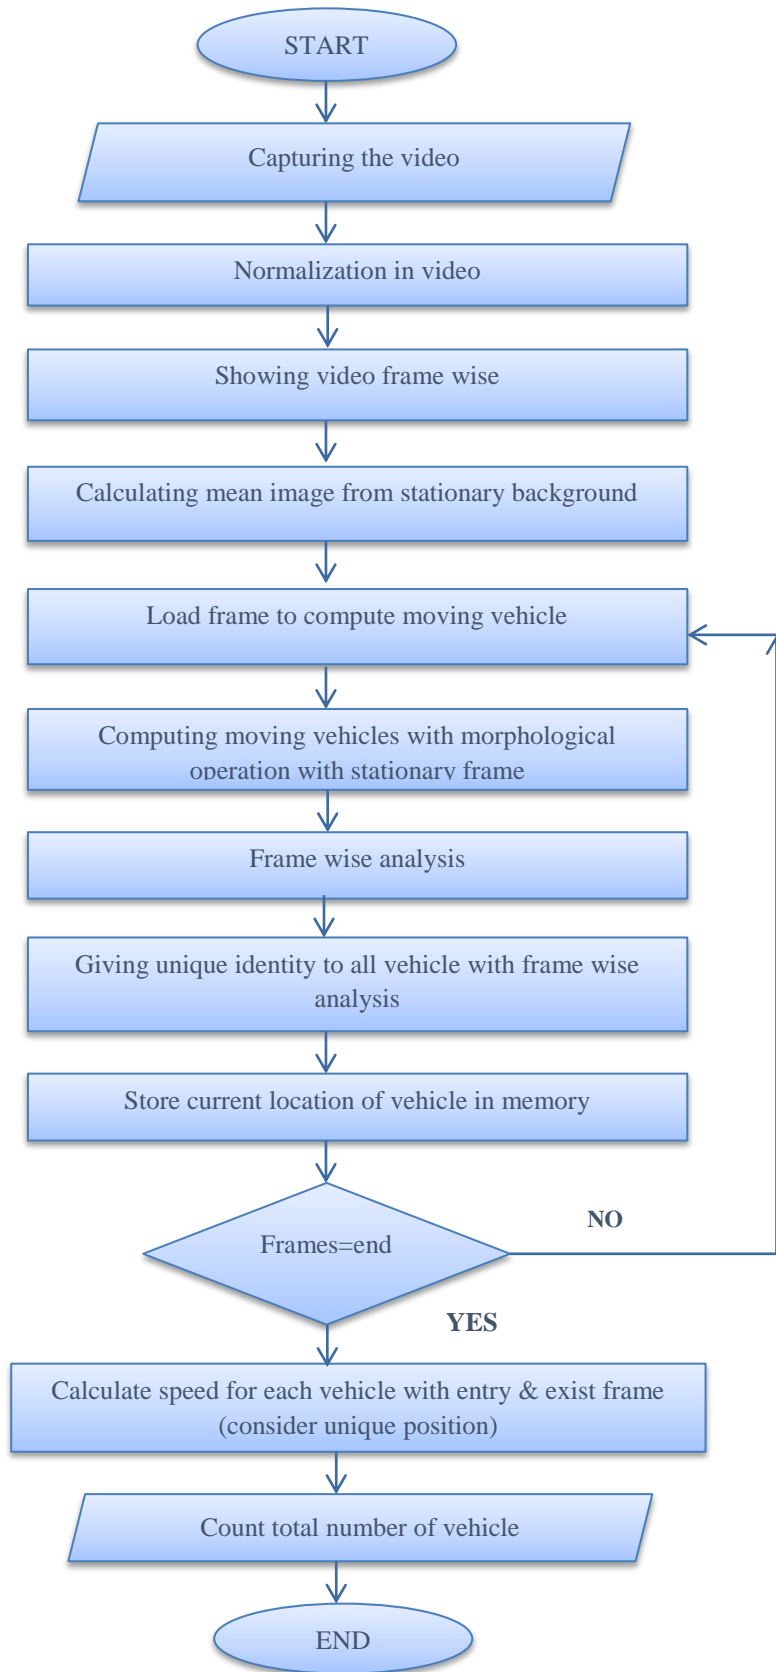 START
Capturing the video
Normalization in video
Showing video frame wise
Calculating mean image from stationary background
Load frame to compute moving vehicle
Computing moving vehicles with morphological
operation with stationary frame
Frame wise analysis
Giving unique identity to all vehicle with frame wise
analysis
Store current location of vehicle in memory
Frames=end
NO
YES
Calculate speed for each vehicle with entry & exist frame
(consider unique position)
Count total number of vehicle
END